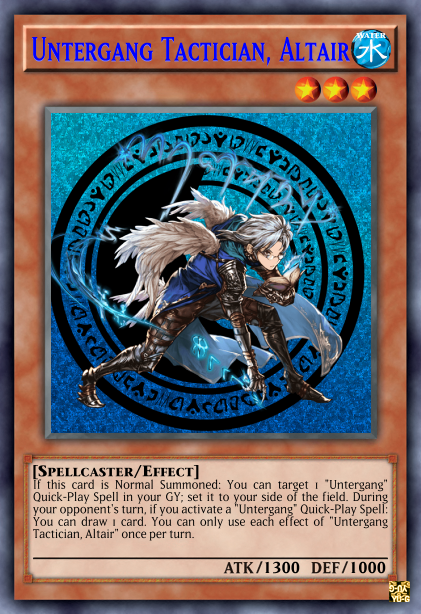 Untergang Tactician, Altair
WATER
水
[Spellcaster/Effect]
If this card is Normal Summoned: You can target 1 "Untergang"
Quick-Play Spell in your GY; set it to your side of the field. During
your opponent's turn, if you activate a "Untergang" Quick-Play Spell:
You can draw 1 card. You can only use each effect of "Untergang
Tactician, Altair" once per turn.
ATK/1300 DEF/1000